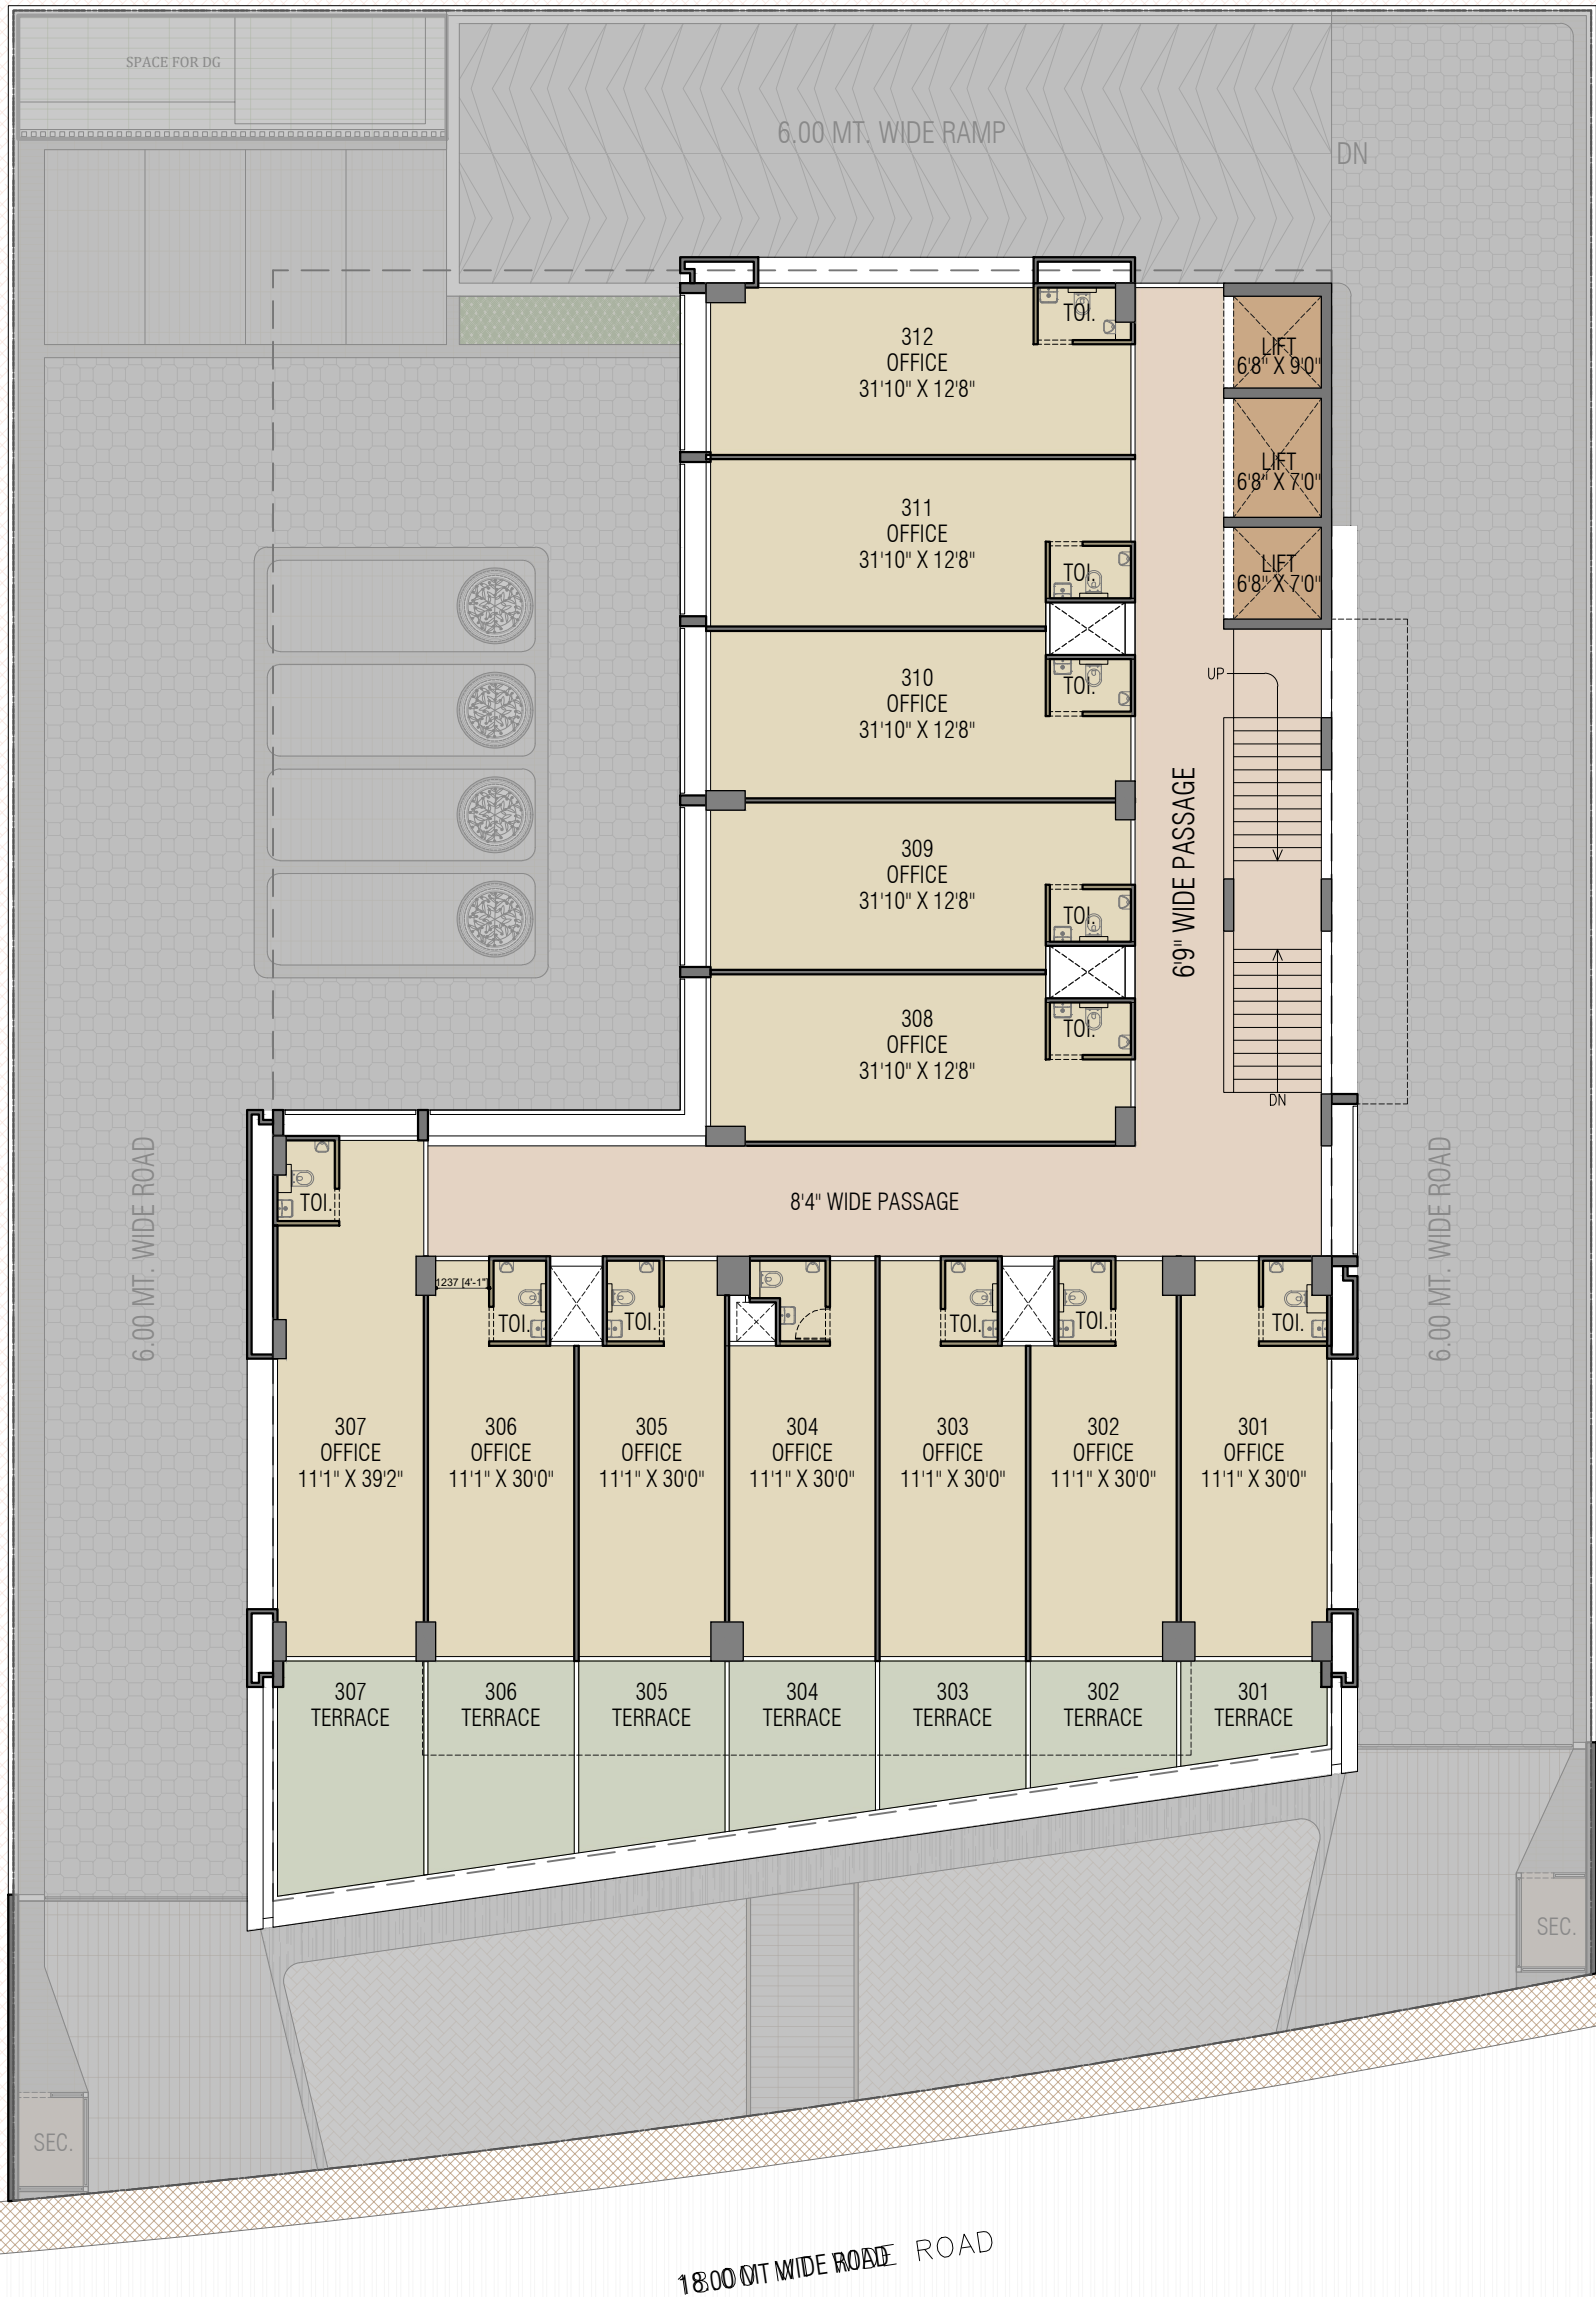 SPACE FOR DG
6.00 MT. WIDE RAMP
DN
TOI.
312
OFFICE
31'10" X 12'8"
LIFT
6'8" X 9'0"
LIFT
6'8" X 7'0"
311
OFFICE
31'10" X 12'8"
TOI.
LIFT
6'8" X 7'0"
310
OFFICE
31'10" X 12'8"
TOI.
UP
6'9" WIDE PASSAGE
309
OFFICE
31'10" X 12'8"
TOI.
308
OFFICE
31'10" X 12'8"
TOI.
DN
6.00 MT. WIDE ROAD
TOI.
8'4" WIDE PASSAGE
6.00 MT. WIDE ROAD
1237 [4'-1"]
TOI.
TOI.
TOI.
TOI.
TOI.
307
OFFICE
11'1" X 39'2"
306
OFFICE
11'1" X 30'0"
305
OFFICE
11'1" X 30'0"
304
OFFICE
11'1" X 30'0"
303
OFFICE
11'1" X 30'0"
302
OFFICE
11'1" X 30'0"
301
OFFICE
11'1" X 30'0"
307
TERRACE
306
TERRACE
305
TERRACE
304
TERRACE
303
TERRACE
302
TERRACE
301
TERRACE
SEC.
SEC.
18.00 MT WIDE ROAD
ROAD